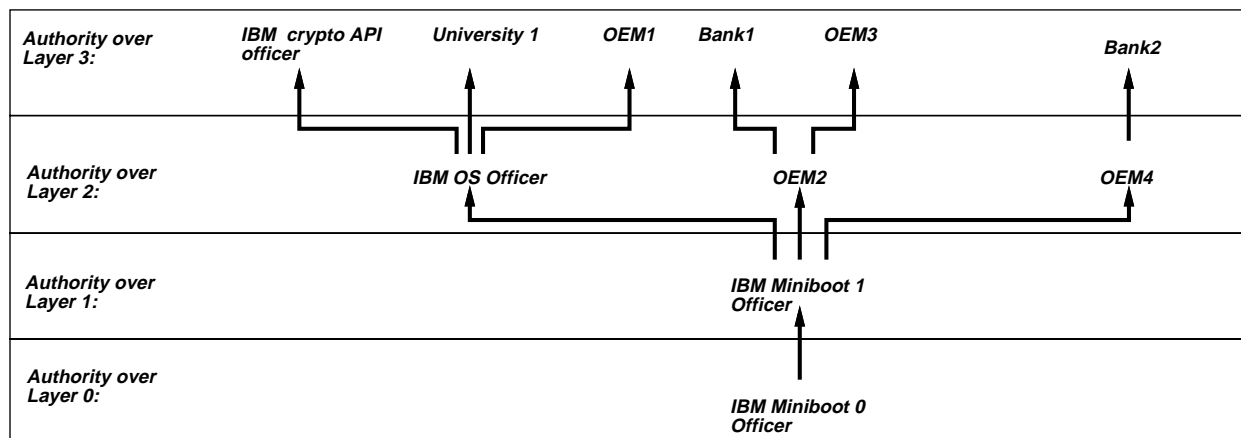 Authority over
Layer 3:
IBM crypto API
officer
University 1
OEM1
Bank1
OEM3
Bank2
Authority over
Layer 2:
IBM OS Officer
OEM2
OEM4
Authority over
Layer 1:
IBM Miniboot 1
Officer
Authority over
Layer 0:
IBM Miniboot 0
Officer